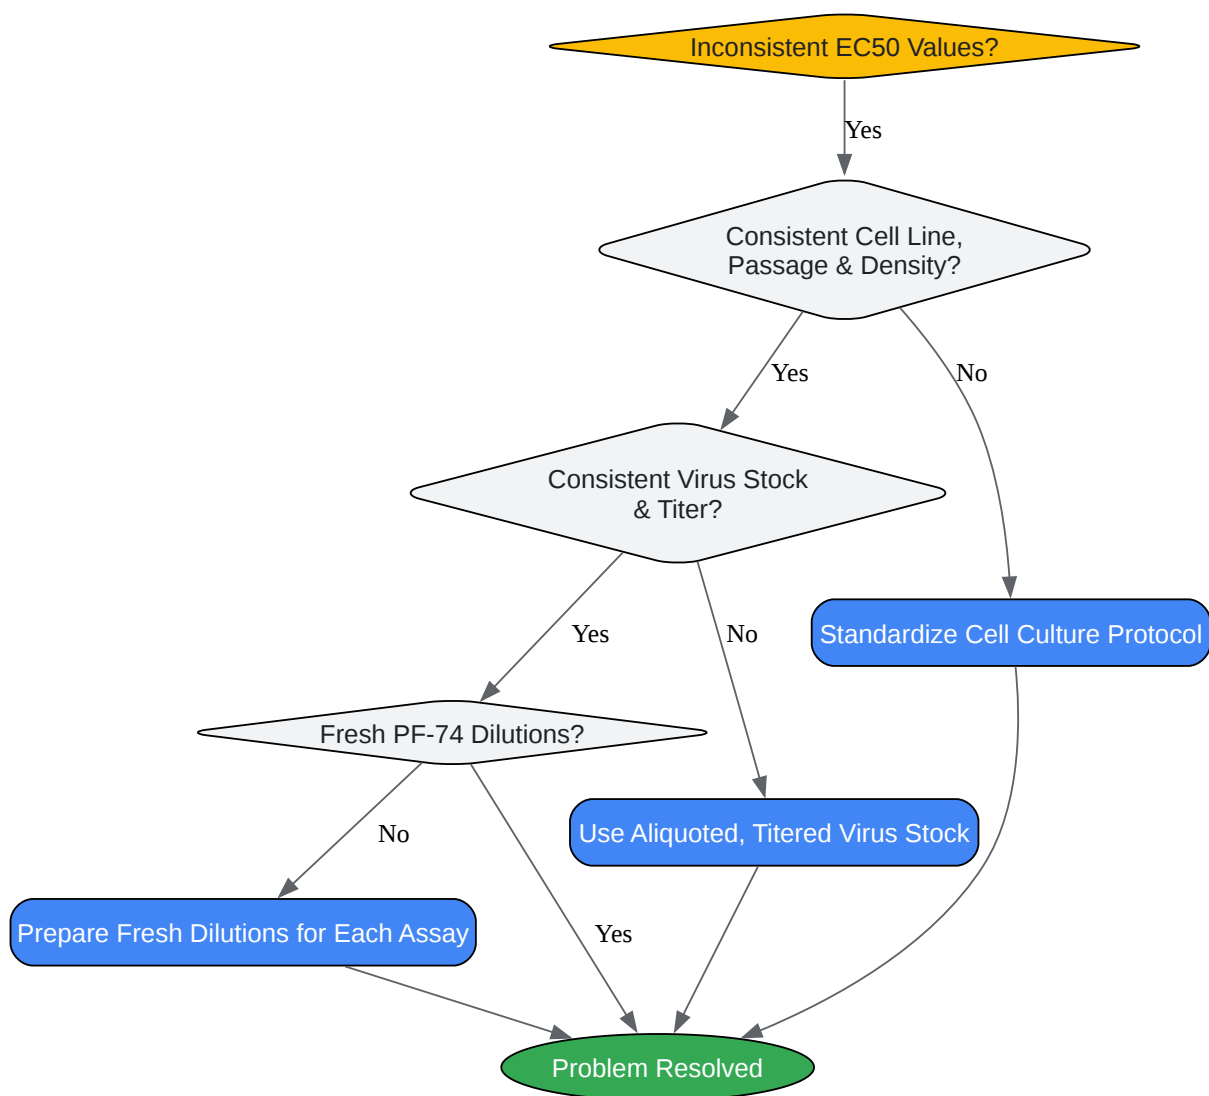 Inconsistent EC50 Values?
Yes
Consistent Cell Line,
Passage & Density?
Yes
No
Consistent Virus Stock
& Titer?
Yes
No
Standardize Cell Culture Protocol
Fresh PF-74 Dilutions?
No
Use Aliquoted, Titered Virus Stock
Prepare Fresh Dilutions for Each Assay
Yes
Problem Resolved